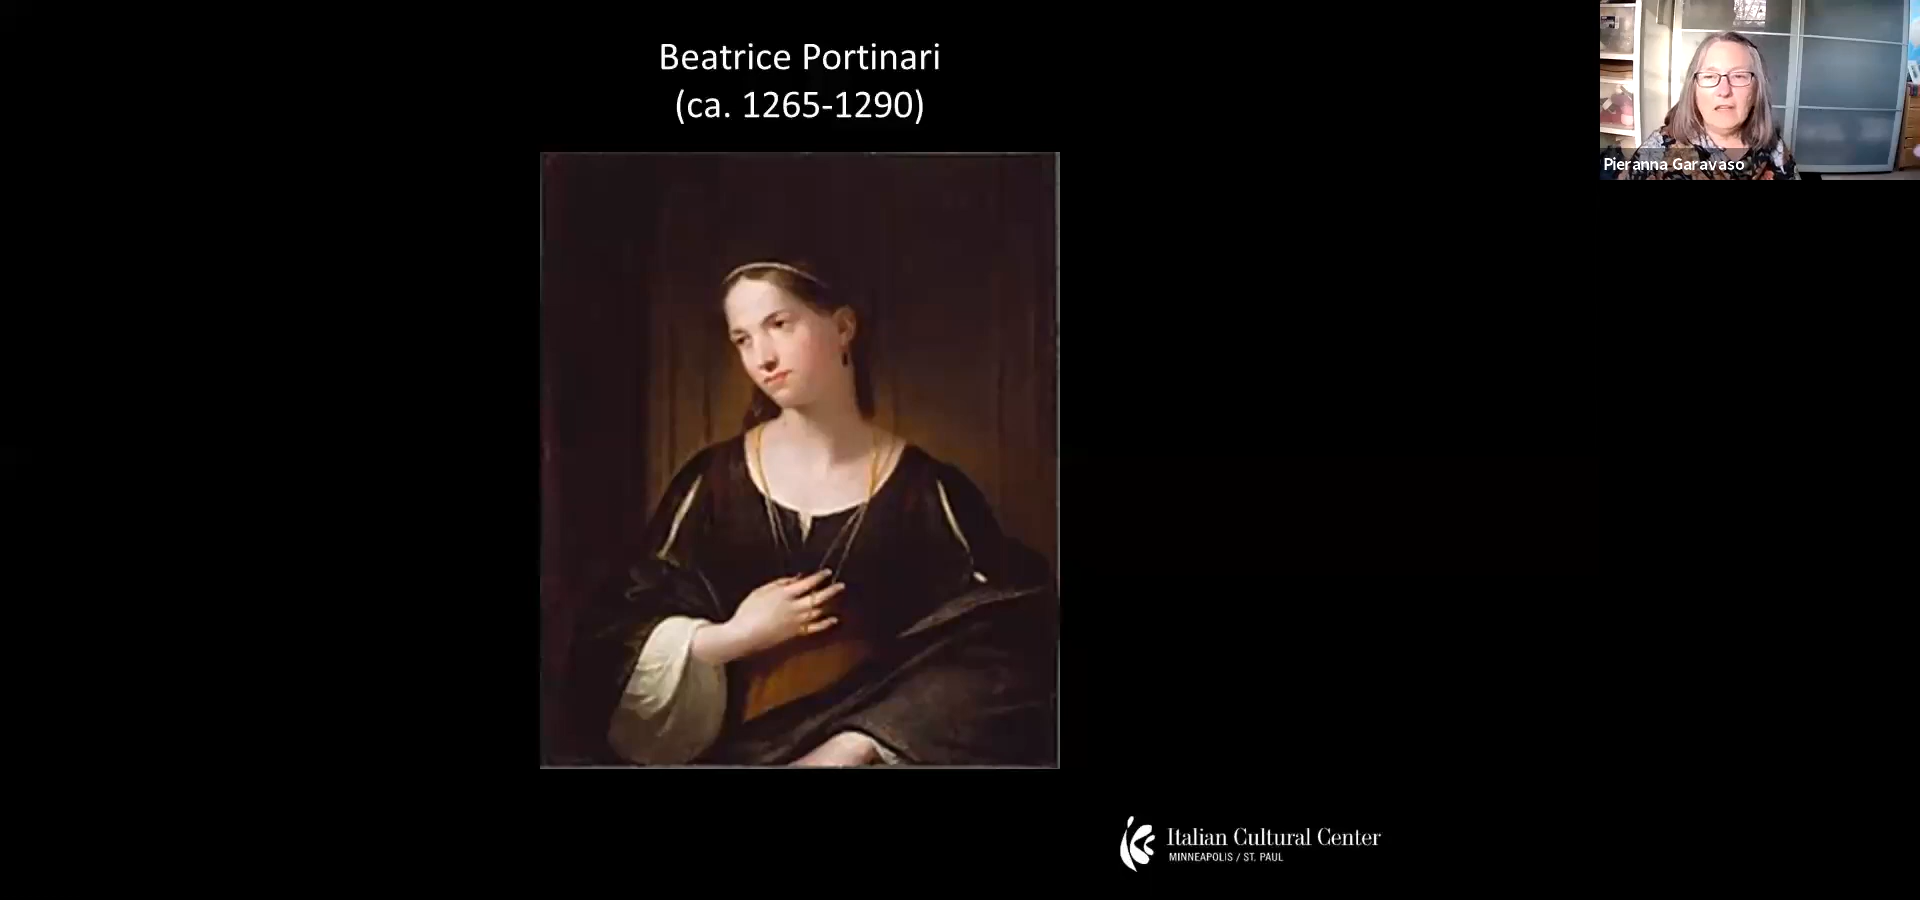 Beatrice Portinari
(ca. 1265-1290)
Pieranna Garavaso
Italian Cultural Center
MINNEAPOLIS / ST. PAUL